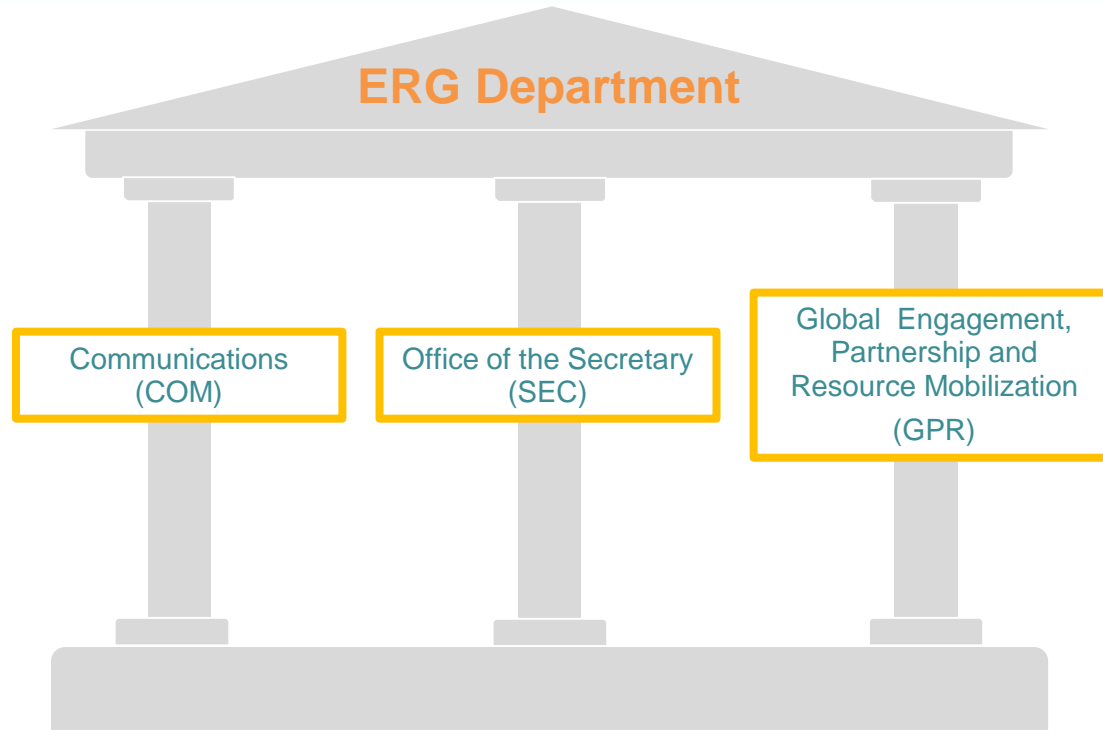 ERG Department
Communications
(COM)
Office of the Secretary
(SEC)
Global Engagement,
Partnership and
Resource Mobilization
(GPR)